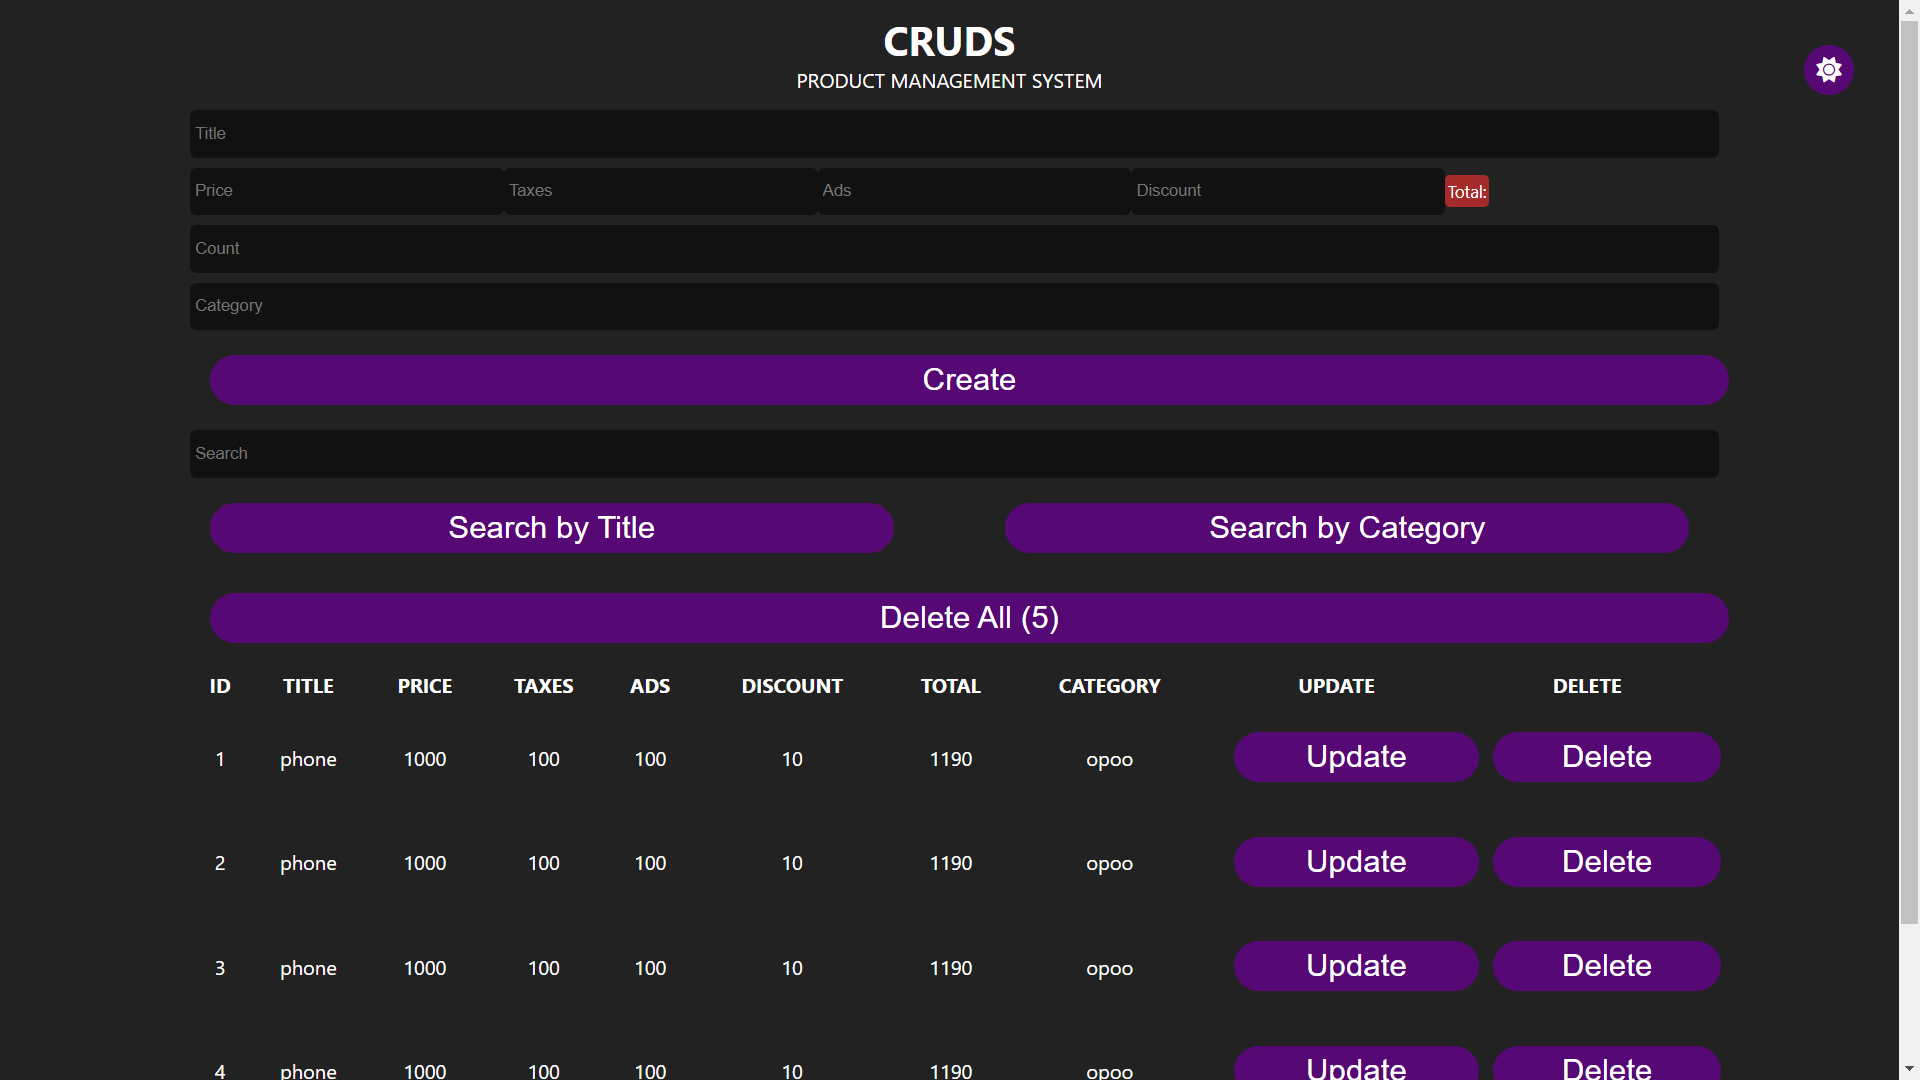 CRUDS
PRODUCT MANAGEMENT SYSTEM
Title
Price Taxes Ads Discount Total:
Count
Category
Create
Search
Search by Title Search by Category
Delete All (5)
ID TITLE PRICE TAXES ADS DISCOUNT TOTAL CATEGORY UPDATE DELETE
1 phone 1000 100 100 10 1190 opoo Update Delete
2 phone 1000 100 100 10 1190 opoo Update Delete
3 phone 1000 100 100 10 1190 opoo Update Delete
4 phone 1000 100 100 10 1190 opoo Update Delete